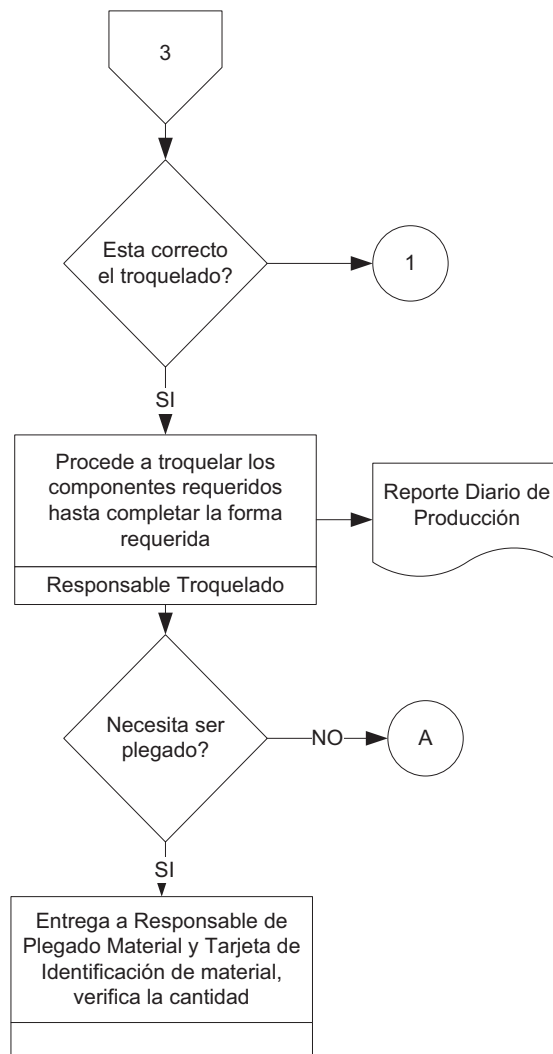 3
Esta correcto
el troquelado?
1
SI
Procede a troquelar los
componentes requeridos
hasta completar la forma
requerida
Responsable Troquelado
Reporte Diario de
Producción
Necesita ser
plegado?
NO
A
SI
Entrega a Responsable de
Plegado Material y Tarjeta de
Identificación de material,
verifica la cantidad